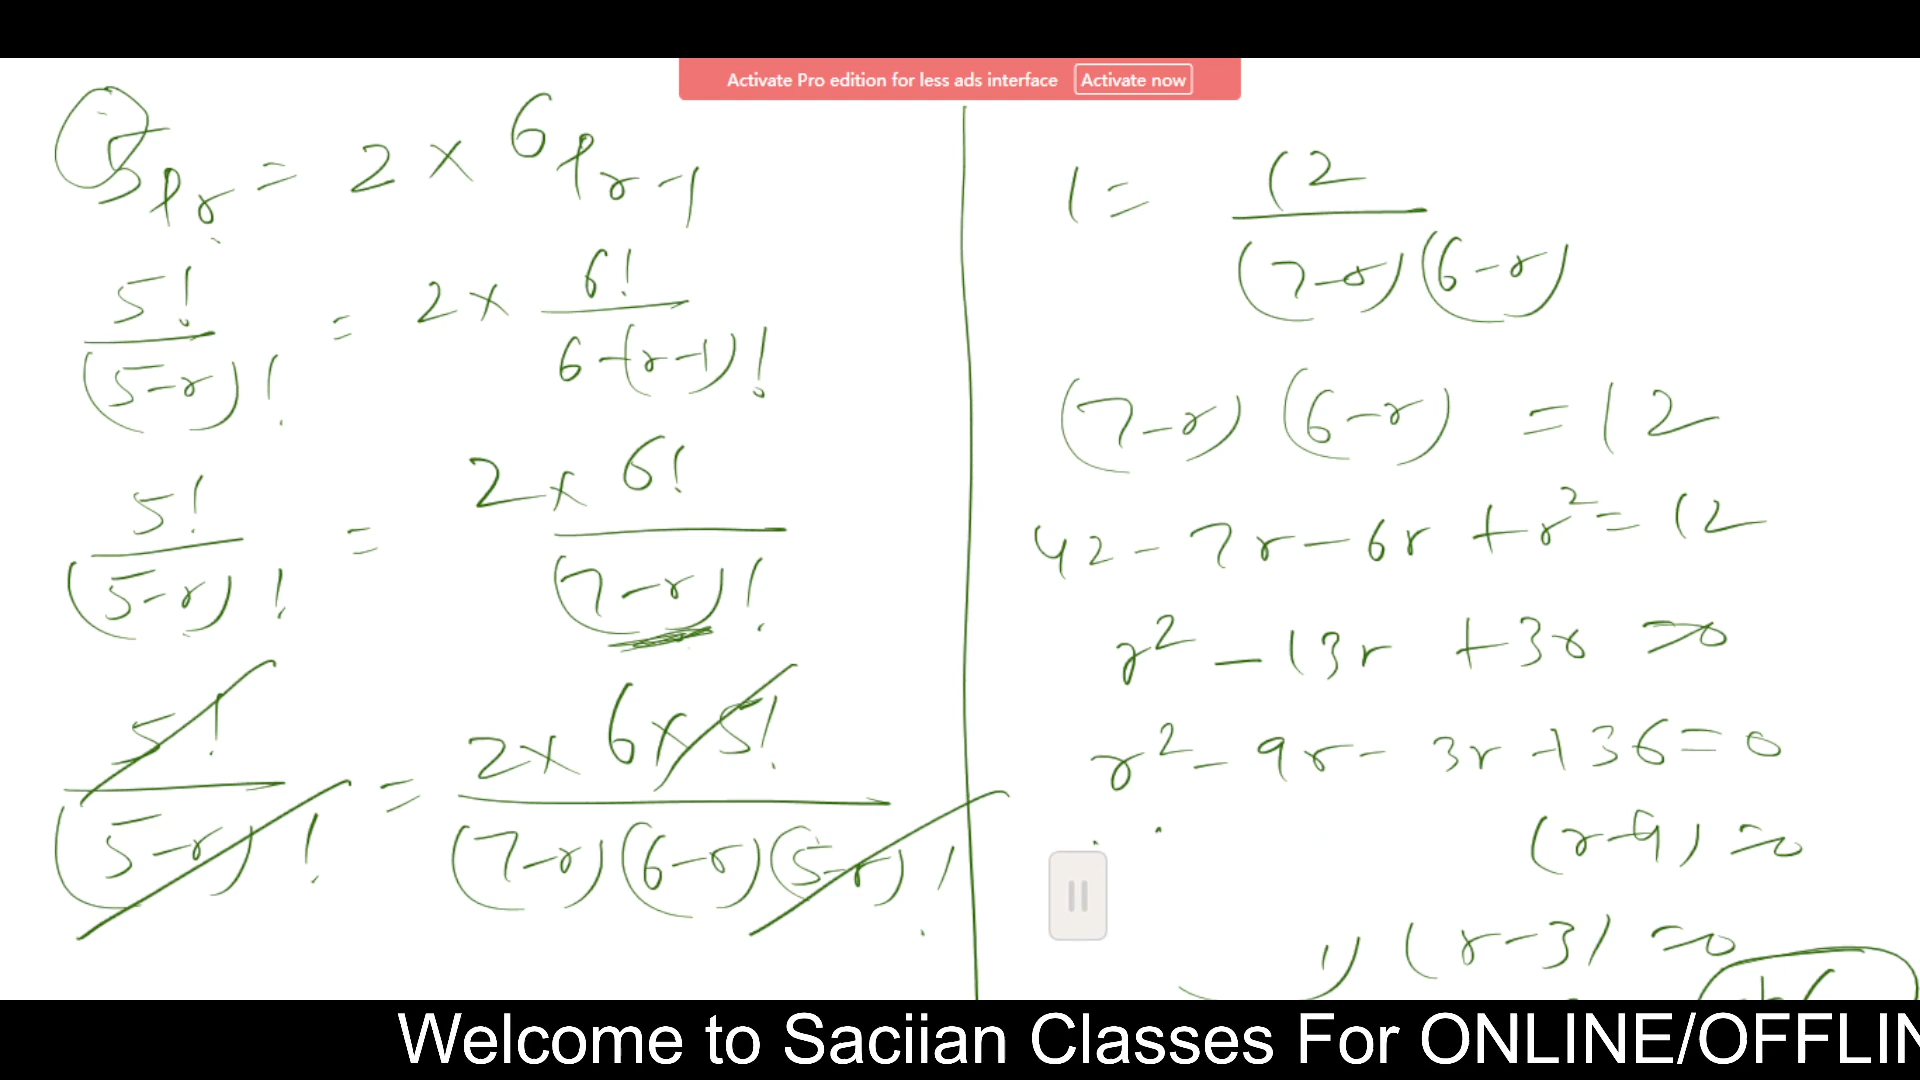 Activate Pro edition for less ads interface Activate now
5Pr = 2 × 6Pr-1
5!/(5-r)! = 2 × 6!/6-(r-1)!
5!/(5-r)! = 2 × 6!/(7-r)!
5!/(5-r)! = 2 × 6 × 5!/(7-r)(6-r)(5-r)!
1 = 12/(7-r)(6-r)
(7-r) (6-r) = 12
42 - 7r - 6r + r² = 12
r² - 13r + 30 = 0
r² - 9r - 3r + 36 = 0
(r-9) = 0
(r-3) = 0
Welcome to Saciian Classes For ONLINE/OFFLIN